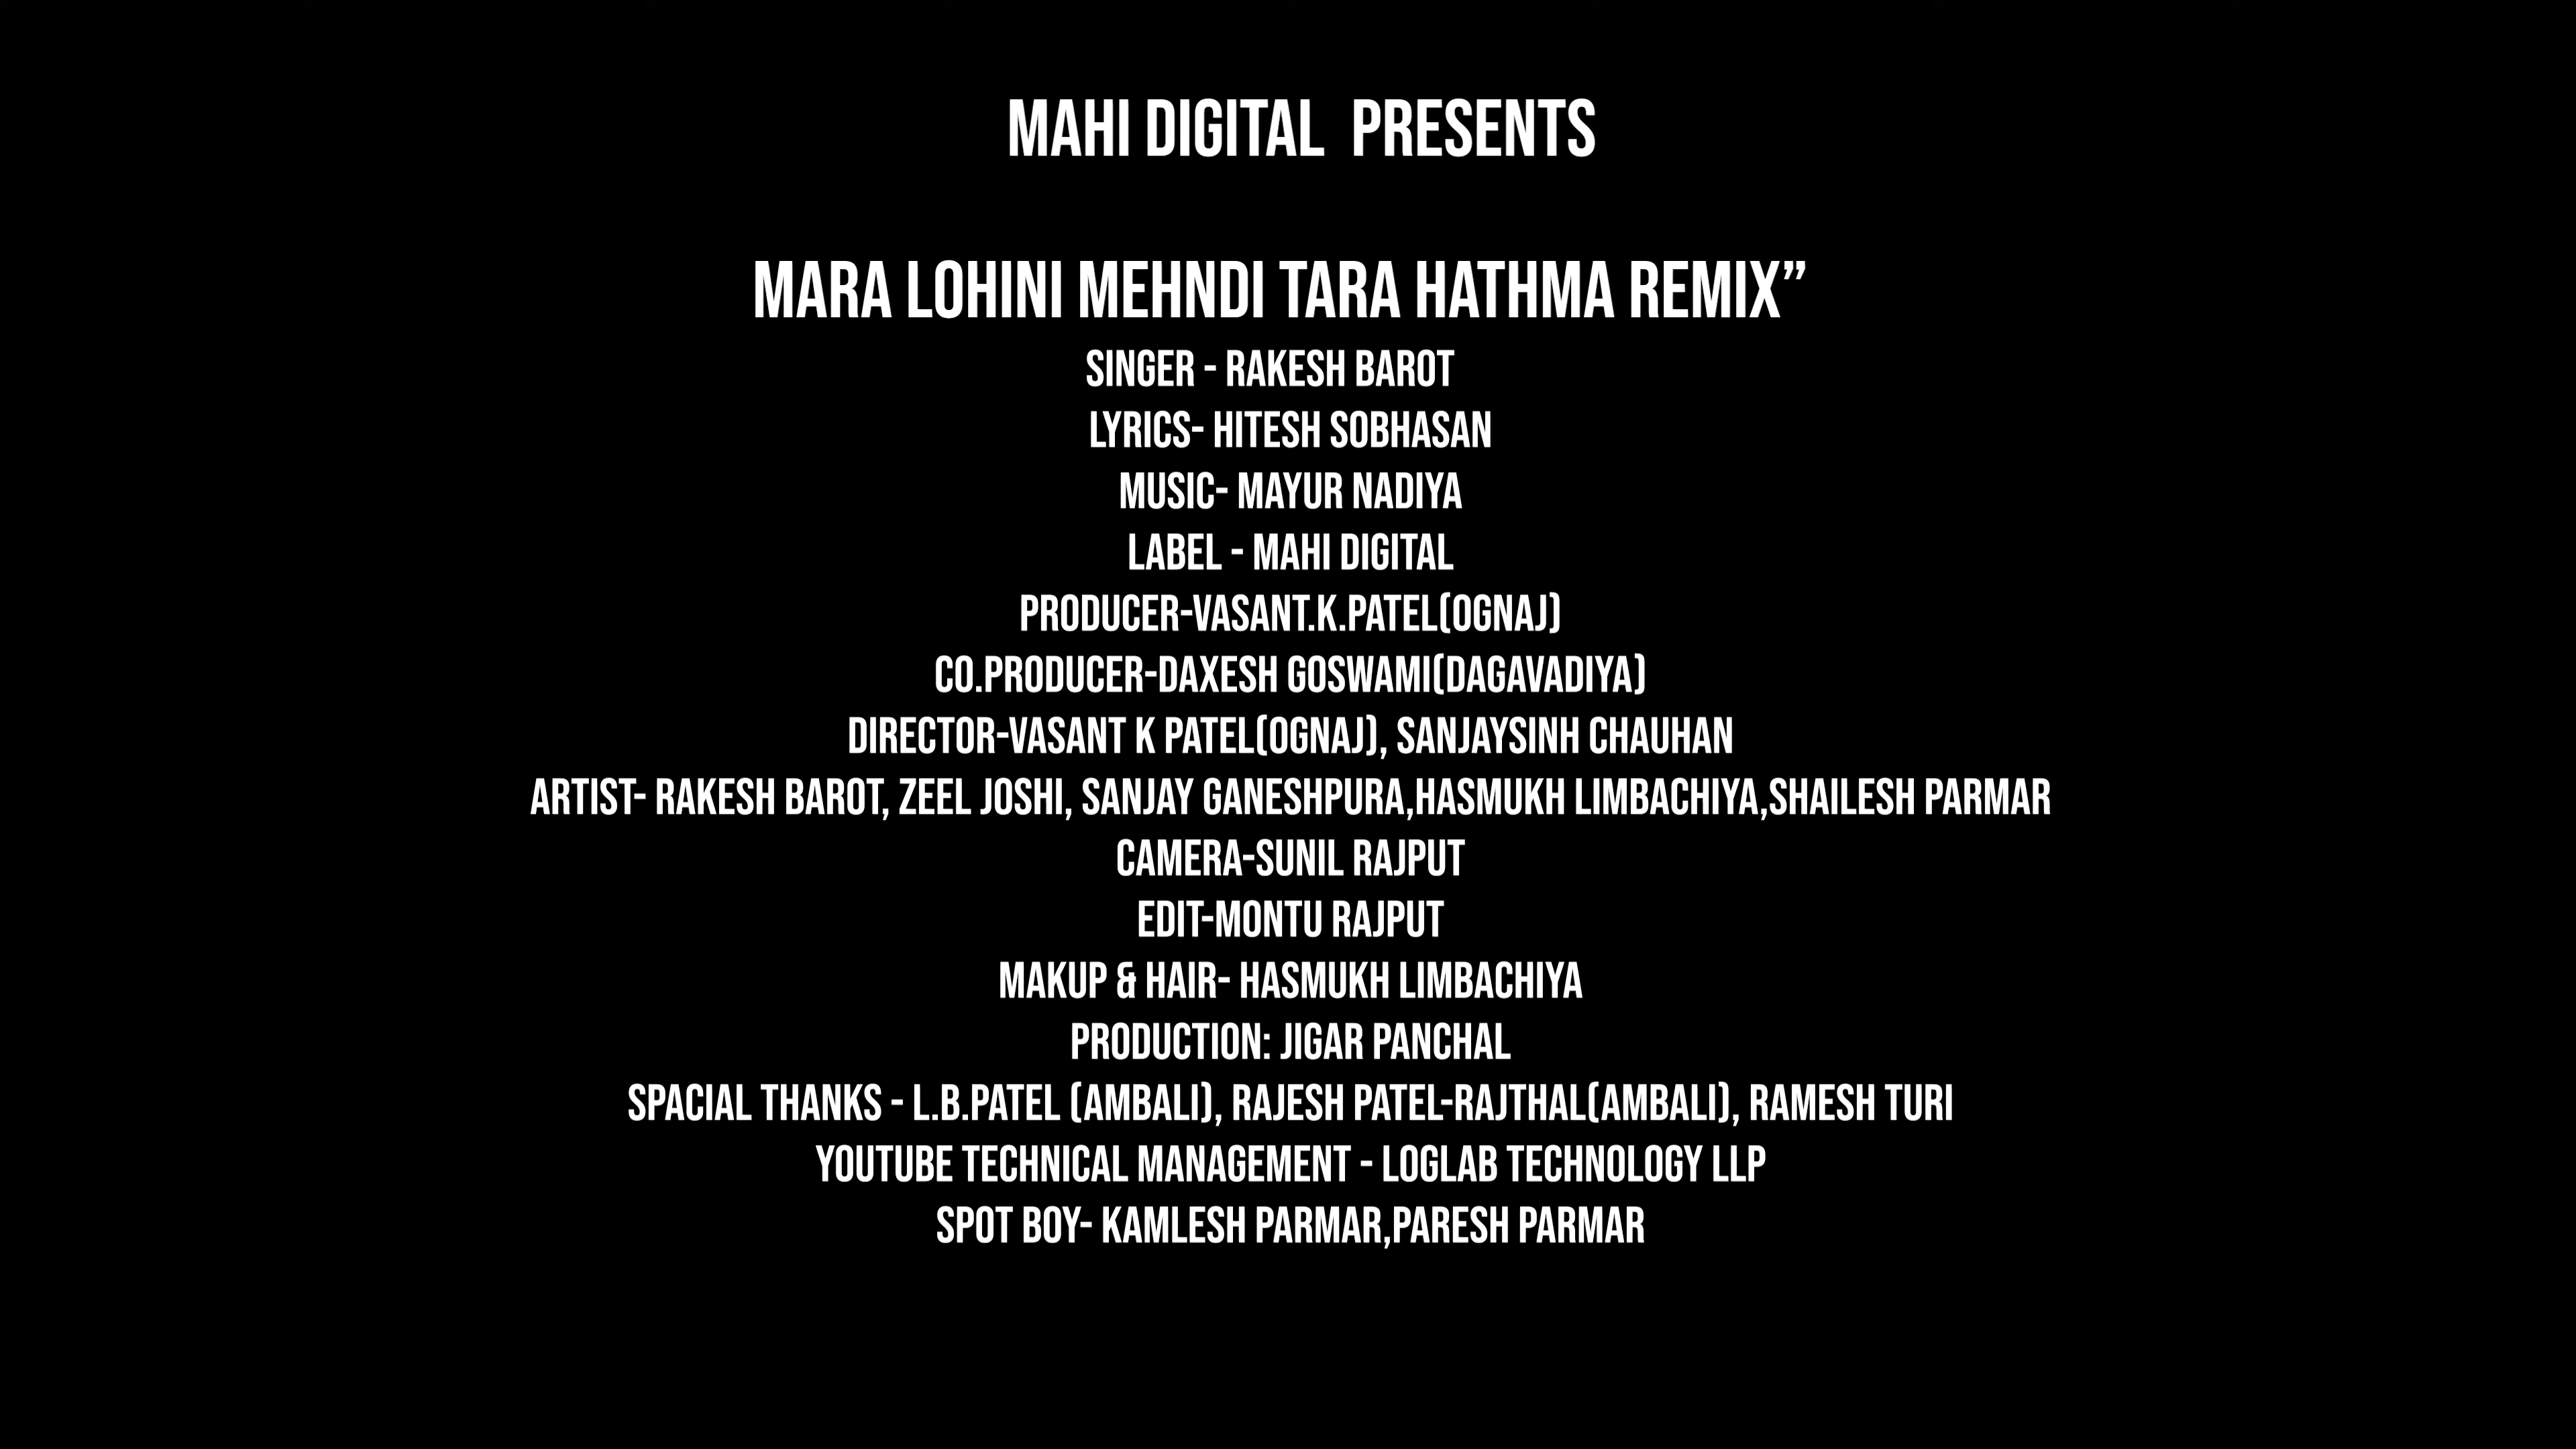 MAHI DIGITAL  PRESENTS
MARA LOHINI MEHNDI TARA HATHMA REMIX”
SINGER - RAKESH BAROT
LYRICS- HITESH SOBHASAN
MUSIC- MAYUR NADIYA
LABEL - MAHI DIGITAL
PRODUCER-VASANT.K.PATEL(OGNAJ)
CO.PRODUCER-DAXESH GOSWAMI(DAGAVADIYA)
DIRECTOR-VASANT K PATEL(OGNAJ), SANJAYSINH CHAUHAN
ARTIST- RAKESH BAROT, ZEEL JOSHI, SANJAY GANESHPURA,HASMUKH LIMBACHIYA,SHAILESH PARMAR
CAMERA-SUNIL RAJPUT
EDIT-MONTU RAJPUT
MAKUP & HAIR- HASMUKH LIMBACHIYA
PRODUCTION: JIGAR PANCHAL
SPACIAL THANKS - L.B.PATEL (AMBALI), RAJESH PATEL-RAJTHAL(AMBALI), RAMESH TURI
YOUTUBE TECHNICAL MANAGEMENT - LOGLAB TECHNOLOGY LLP
SPOT BOY- KAMLESH PARMAR,PARESH PARMAR